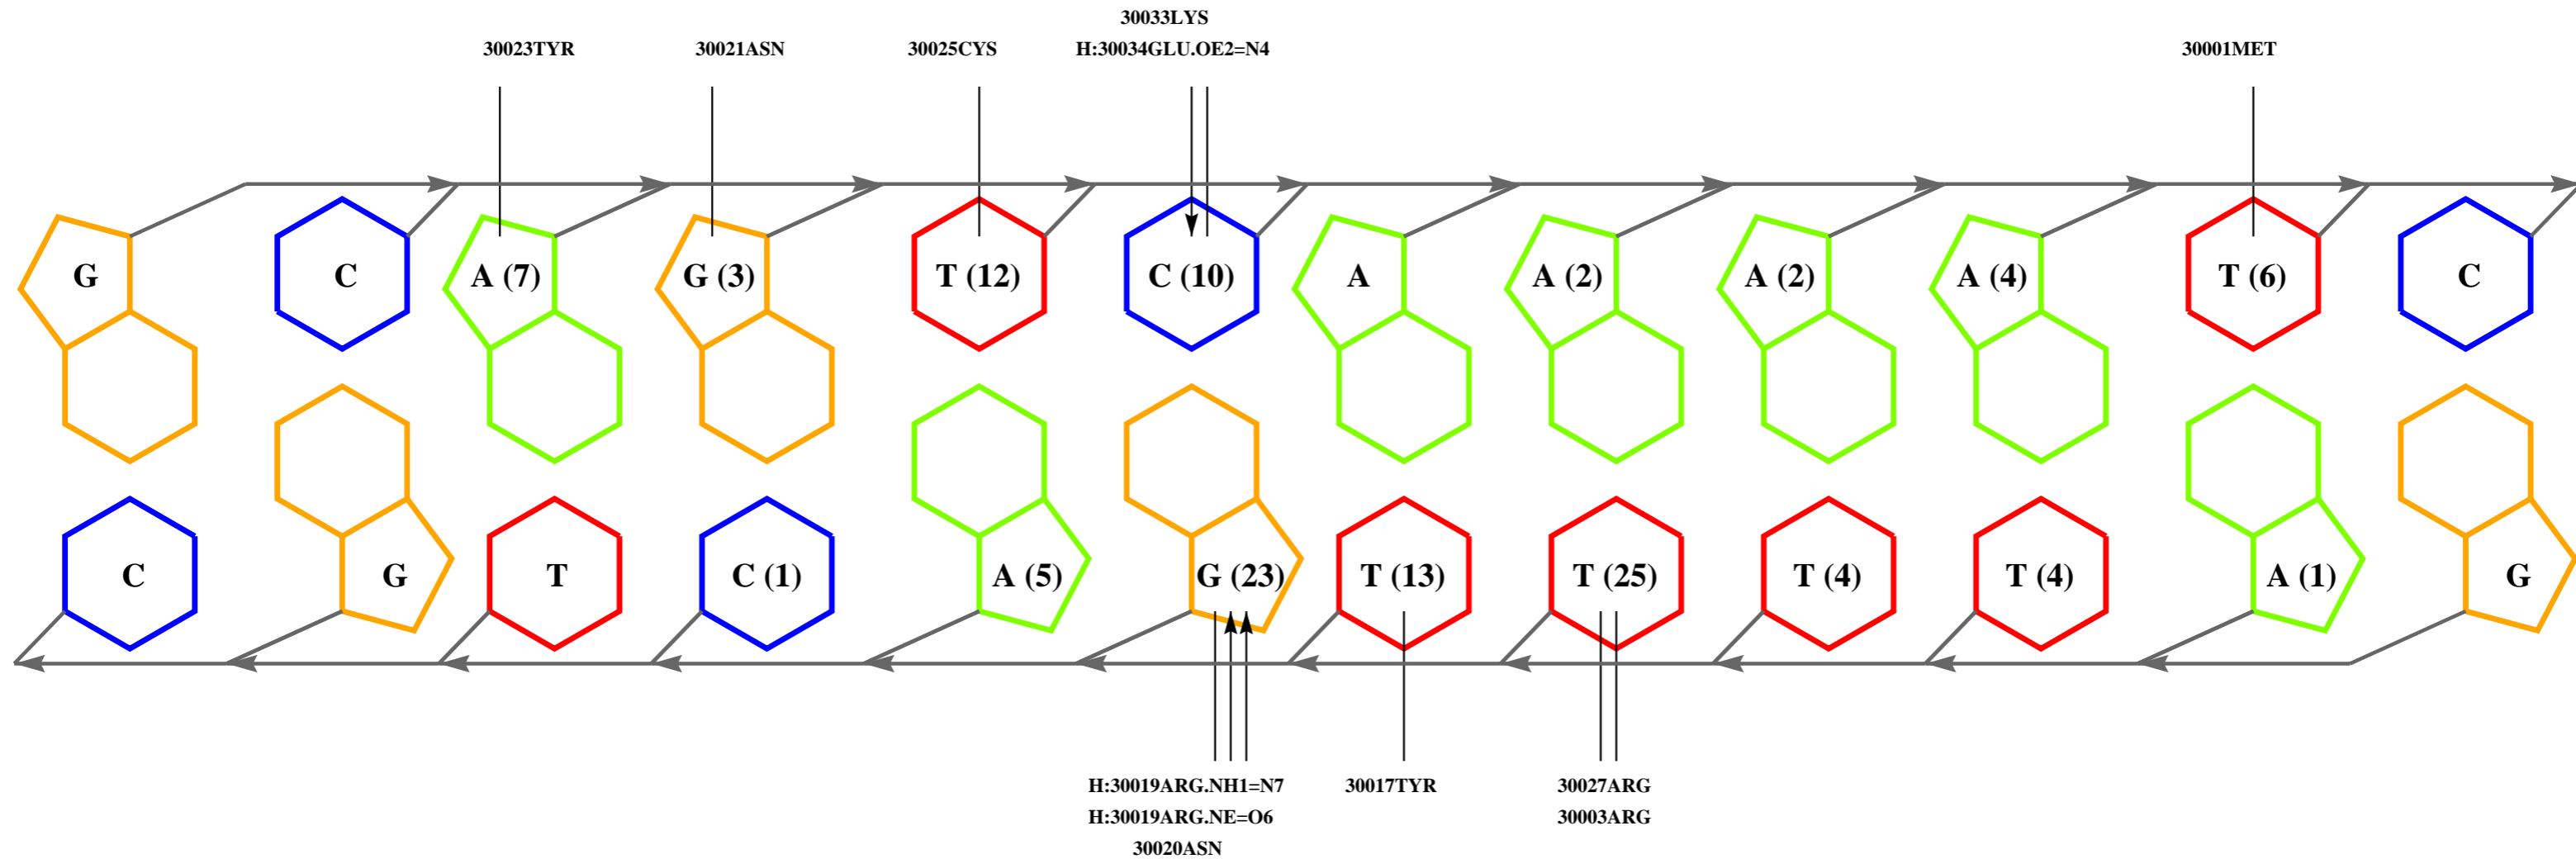 30033LYS
30023TYR 30021ASN 30025CYS H:30034GLU.OE2=N4 30001MET
G C A (7) G (3) T (12) C (10) A A (2) A (2) A (4) T (6) C
C G T C (1) A (5) G (23) T (13) T (25) T (4) T (4) A (1) G
H:30019ARG.NH1=N7 30017TYR 30027ARG
H:30019ARG.NE=O6 30003ARG
30020ASN